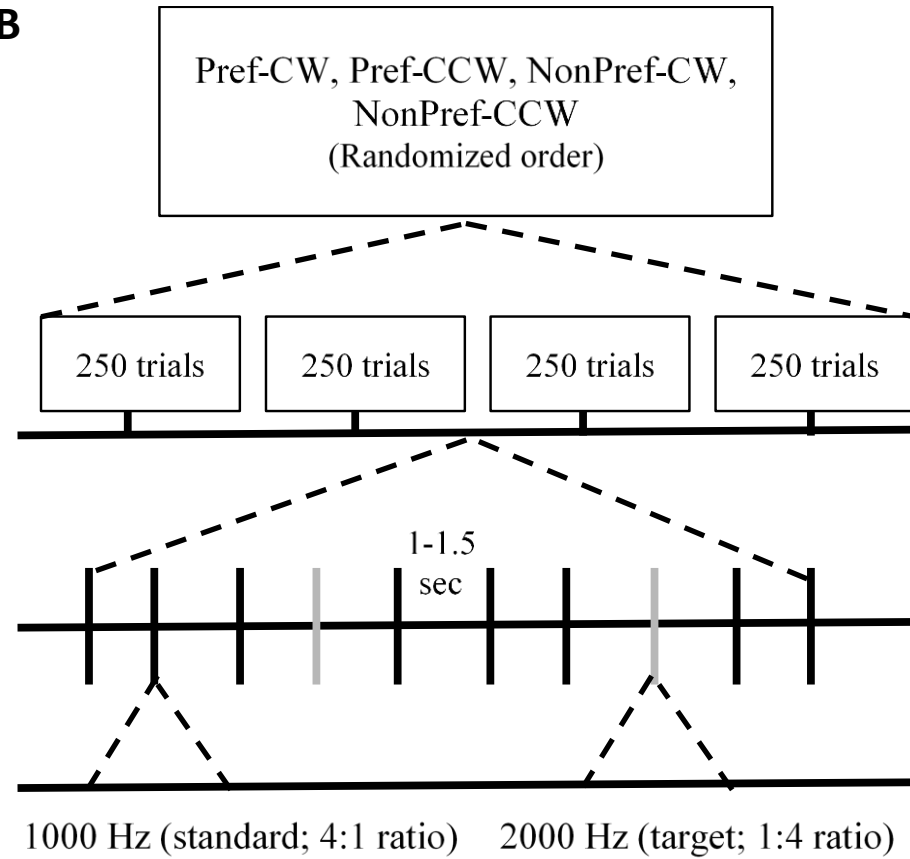 B
Pref-CW, Pref-CCW, NonPref-CW,
NonPref-CCW
(Randomized order)
250 trials 250 trials 250 trials 250 trials
1-1.5
sec
1000 Hz (standard; 4:1 ratio) 2000 Hz (target; 1:4 ratio)